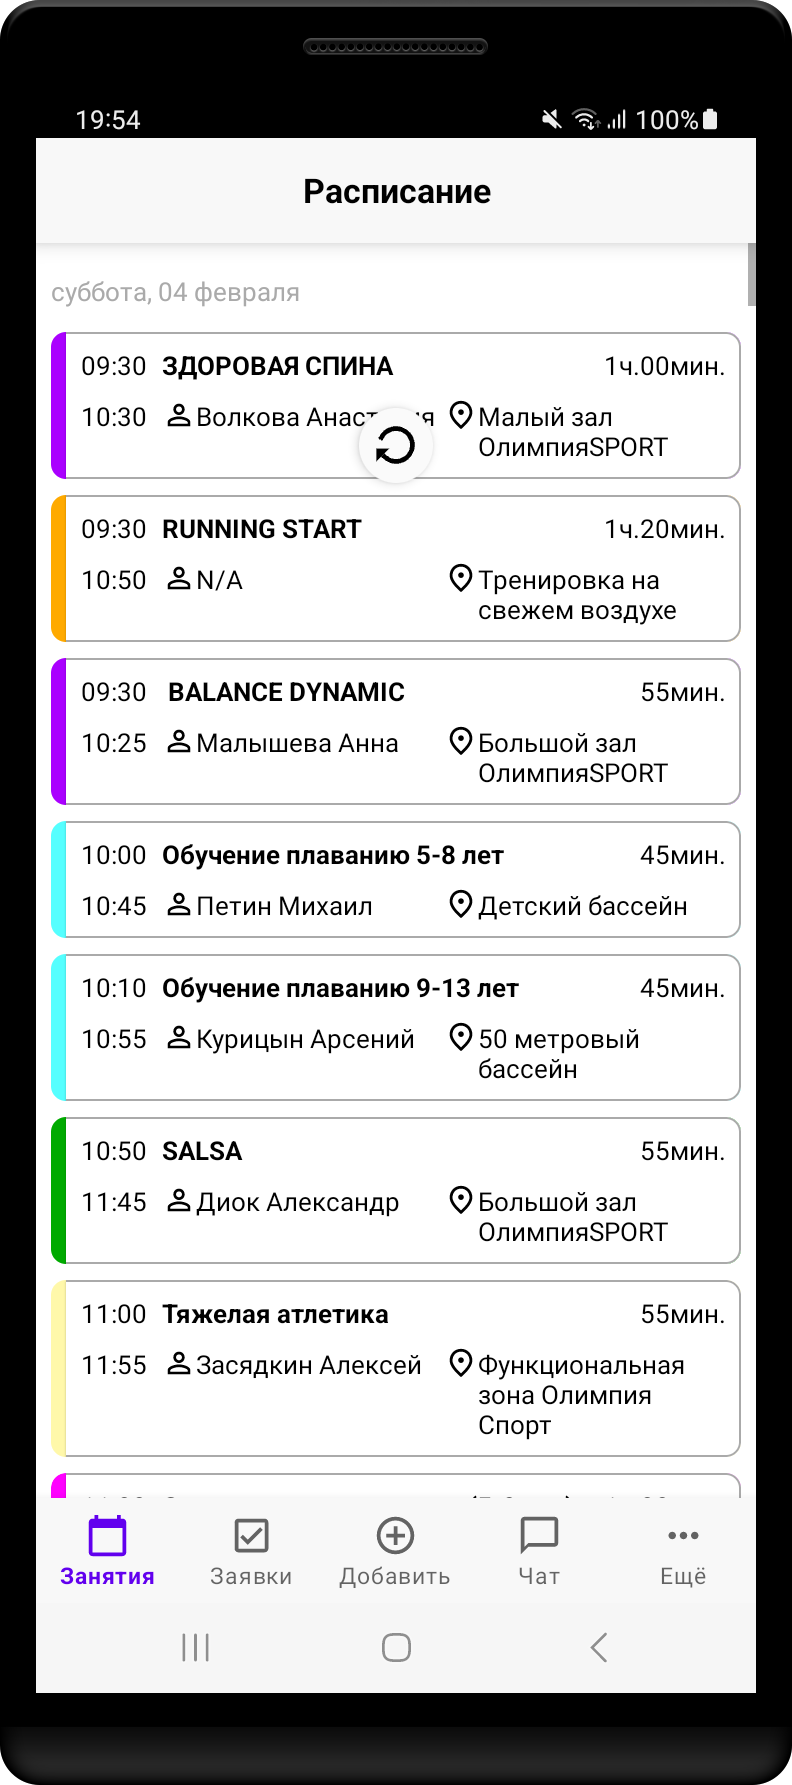 19:54 100%
Расписание
суббота, 04 февраля
09:30 ЗДОРОВАЯ СПИНА 1ч.00мин.
10:30 Волкова Малый зал
ОлимпияSPORT
09:30 RUNNING START 1ч.20мин.
10:50 N/A Тренировка на
свежем воздухе
09:30 BALANCE DYNAMIC 55мин.
10:25 Малышева Анна Большой зал
ОлимпияSPORT
10:00 Обучение плаванию 5-8 лет 45мин.
10:45 Петин Михаил Детский бассейн
10:10 Обучение плаванию 9-13 лет 45мин.
10:55 Курицын Арсений 50 метровый
бассейн
10:50 SALSA 55мин.
11:45 Диок Александр Большой зал
ОлимпияSPORT
11:00 Тяжелая атлетика 55мин.
11:55 Засядкин Алексей Функциональная
зона Олимпия
Спорт
Занятия Заявки Добавить Чат Ещё